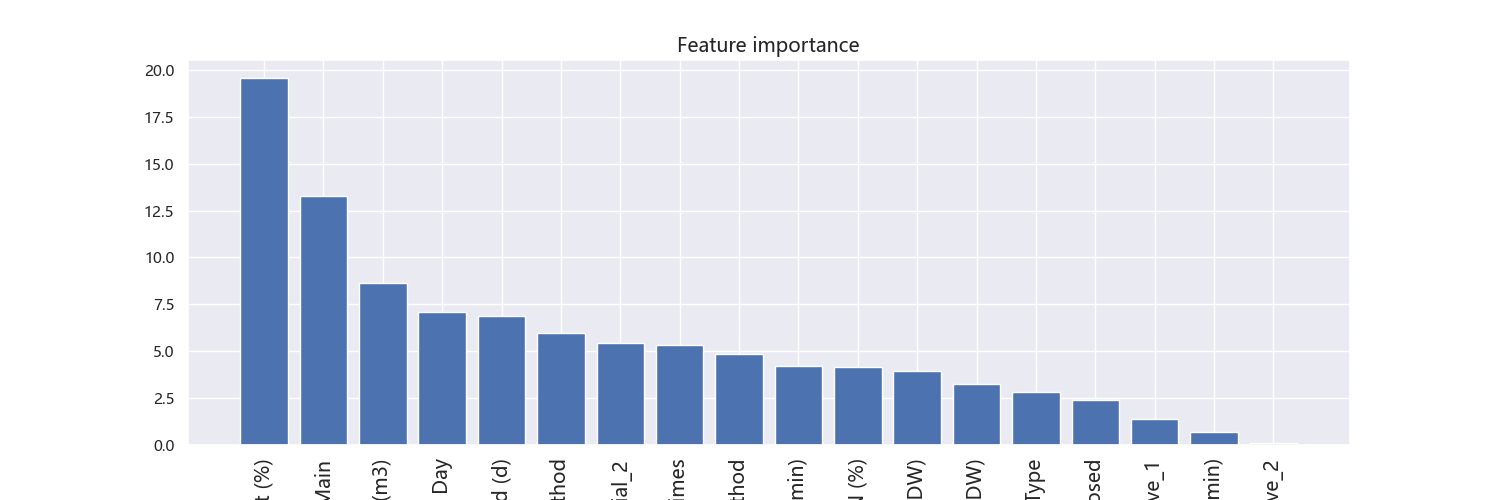 Feature importance
20.0
17.5
15.0
12.5
10.0
7.5
5.0
2.5
0.0
t (%)
Main
(m3)
Day
d (d)
thod
ial_2
imes
thod
min)
N (%)
DW)
DW)
Type
osed
ve_1
min)
ve_2